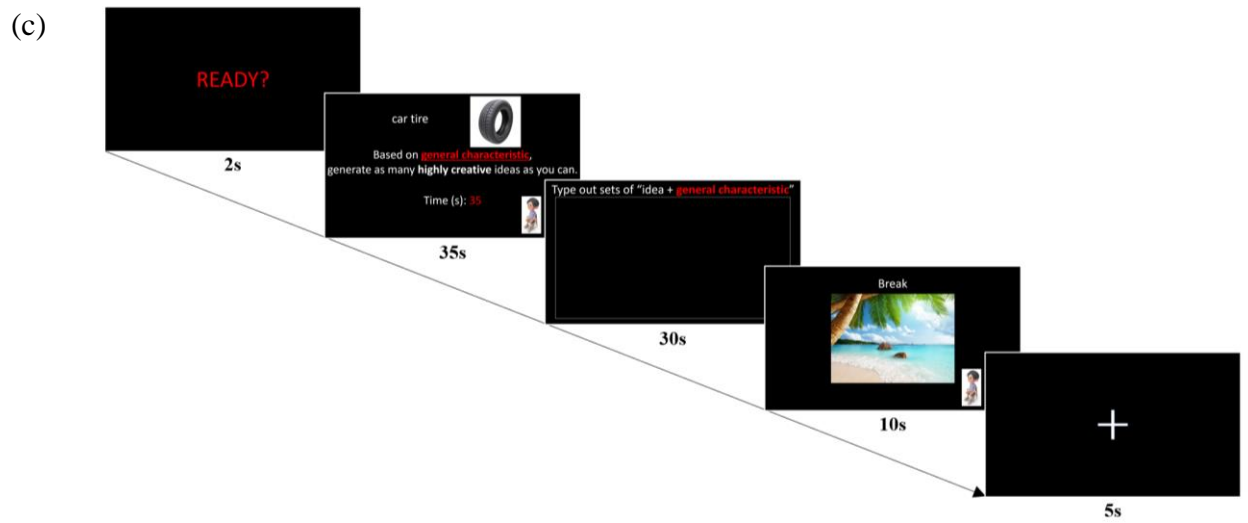 (c)
READY?
2s
car tire
Based on general characteristic,
generate as many highly creative ideas as you can.
Time (s): 35
35s
Type out sets of “idea + general characteristic”
30s
Break
10s
5s